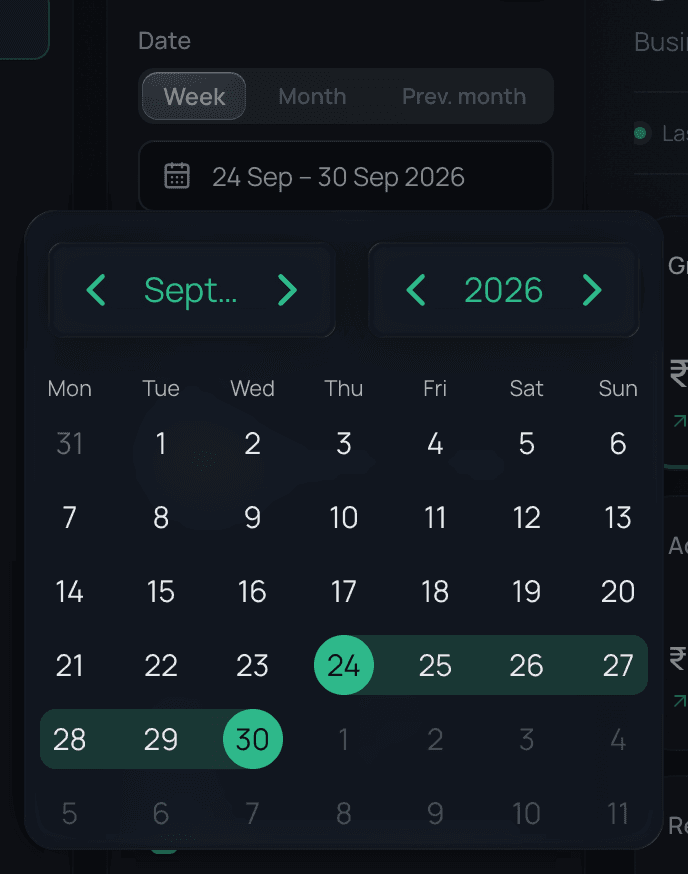 Date
Week Month Prev. month
24 Sep – 30 Sep 2026
Sept... 2026
Mon Tue Wed Thu Fri Sat Sun
31 1 2 3 4 5 6
7 8 9 10 11 12 13
14 15 16 17 18 19 20
21 22 23 24 25 26 27
28 29 30 1 2 3 4
5 6 7 8 9 10 11
Busi
Las
Gr
₹
Ac
₹
Re